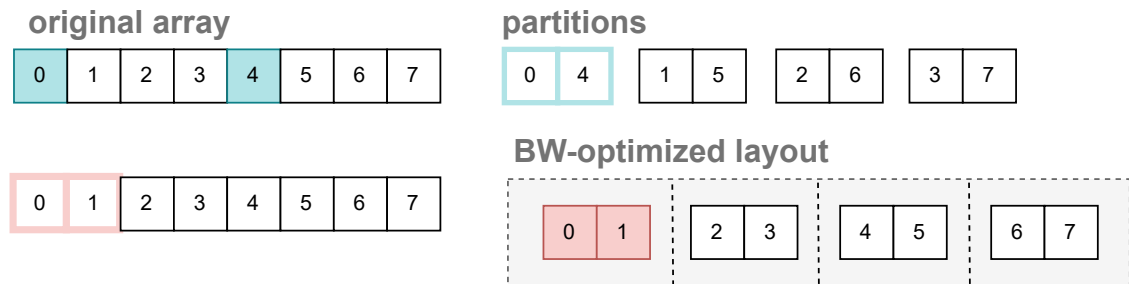 original array
0 1 2 3 4 5 6 7
partitions
0 4 1 5 2 6 3 7
0 1 2 3 4 5 6 7
BW-optimized layout
0 1 2 3 4 5 6 7